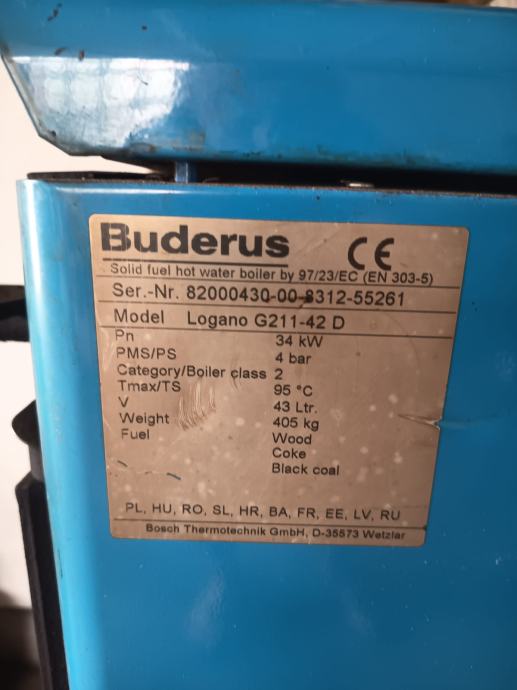 Buderus CE
Solid fuel hot water boiler by 97/23/EC (EN 303-5)
Ser.-Nr. 82000430-00-8312-55261
Model Logano G211-42 D
Pn 34 kW
PMS/PS 4 bar
Category/Boiler class 2
Tmax/TS 95 °C
V 43 Ltr.
Weight 405 kg
Fuel Wood
Coke
Black coal
PL, HU, RO, SL, HR, BA, FR, EE, LV, RU
Bosch Thermotechnik GmbH, D-35573 Wetzlar